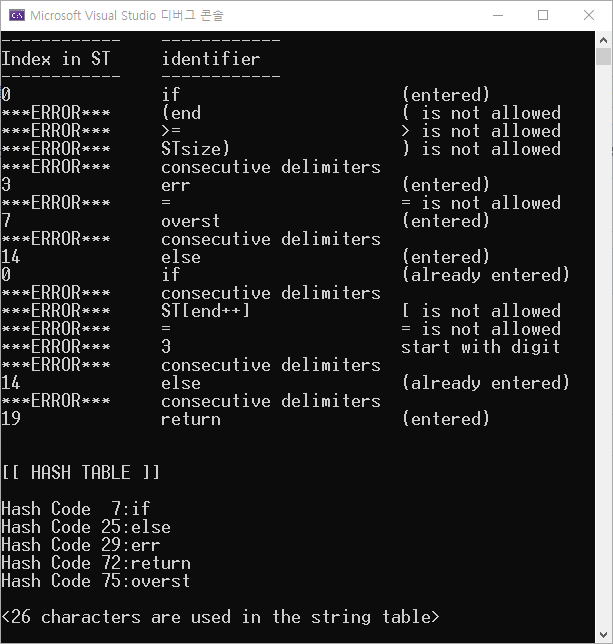 Microsoft Visual Studio 디버그 콘솔
------------    ------------
Index in ST     identifier
------------    ------------
0               if                      (entered)
***ERROR***     (end                    ( is not allowed
***ERROR***     >=                      > is not allowed
***ERROR***     STsize)                 ) is not allowed
***ERROR***     consecutive delimiters
3               err                     (entered)
***ERROR***     =                       = is not allowed
7               overst                  (entered)
***ERROR***     consecutive delimiters
14              else                    (entered)
0               if                      (already entered)
***ERROR***     consecutive delimiters
***ERROR***     ST[end++]               [ is not allowed
***ERROR***     =                       = is not allowed
***ERROR***     3                       start with digit
***ERROR***     consecutive delimiters
14              else                    (already entered)
***ERROR***     consecutive delimiters
19              return                  (entered)
[[ HASH TABLE ]]
Hash Code  7:if
Hash Code 25:else
Hash Code 29:err
Hash Code 72:return
Hash Code 75:overst
<26 characters are used in the string table>